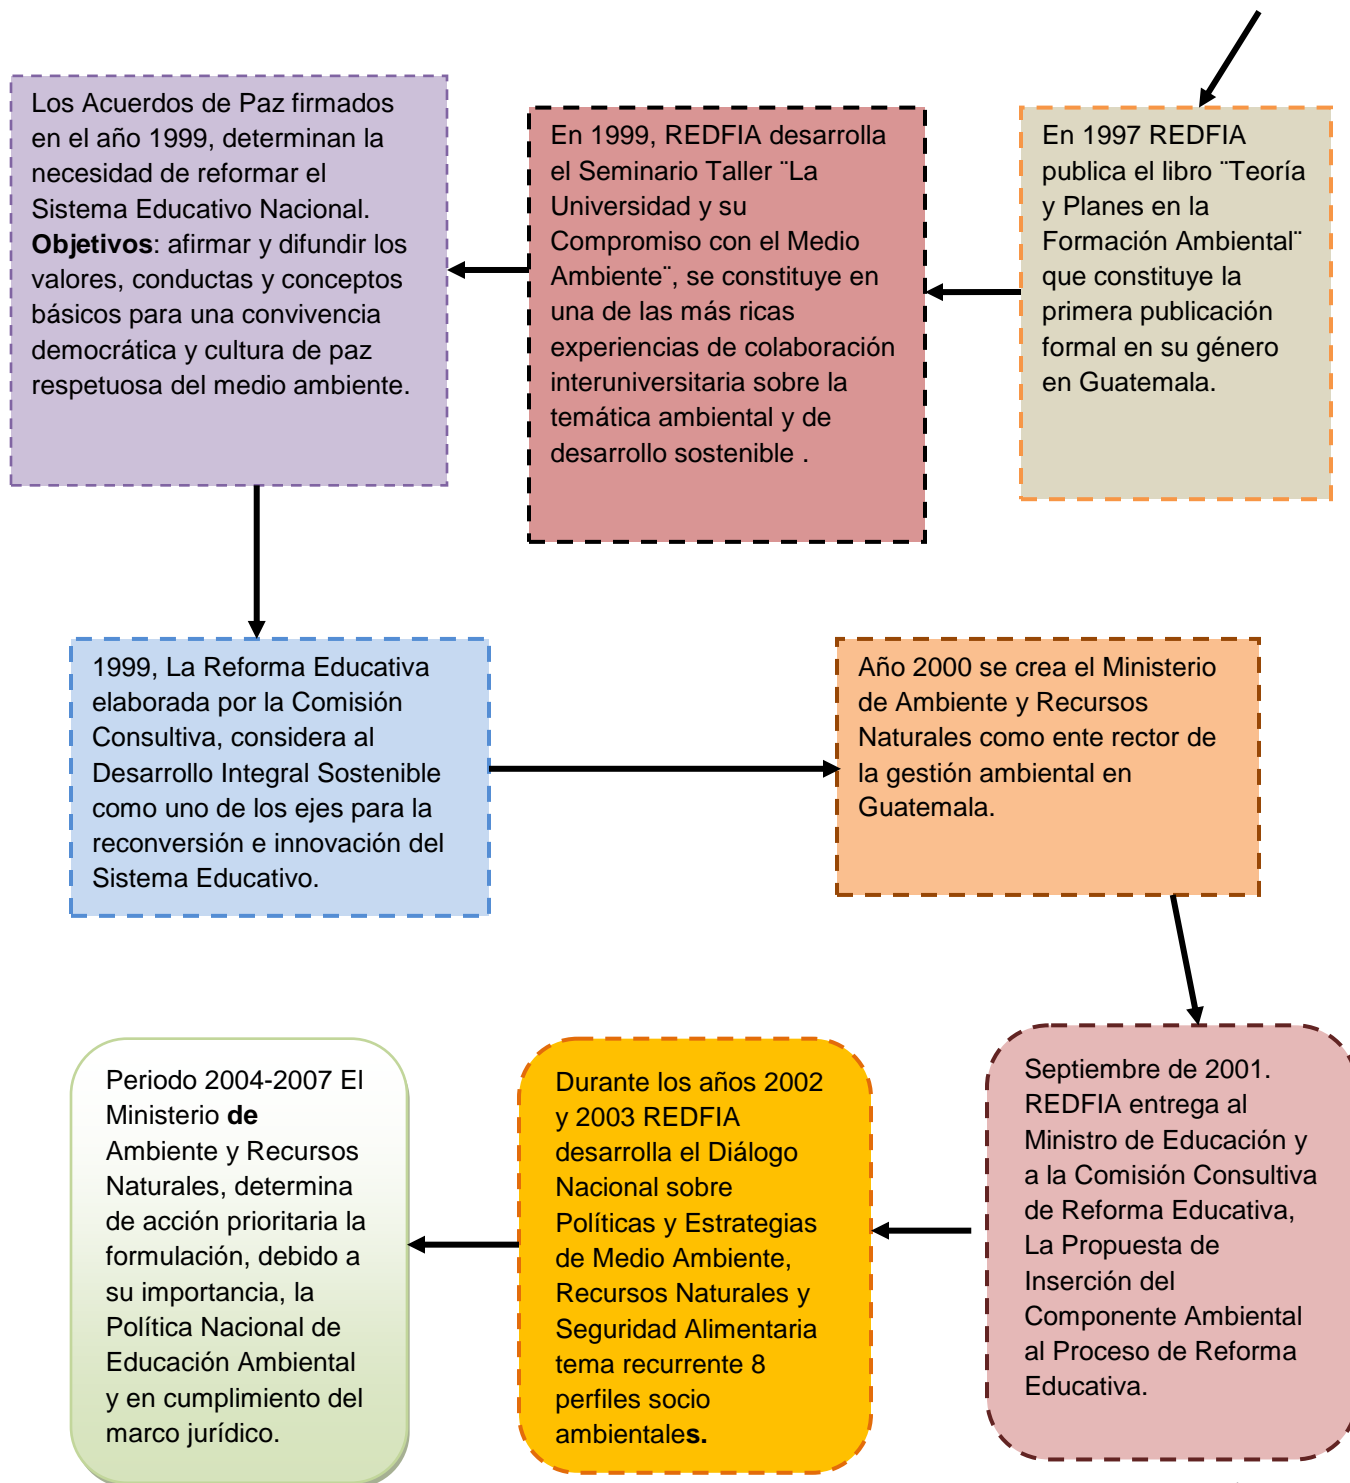 En 1997 REDFIA
publica el libro ¨Teoría
y Planes en la
Formación Ambiental¨
que constituye la
primera publicación
formal en su género
en Guatemala.
En 1999, REDFIA desarrolla
el Seminario Taller ¨La
Universidad y su
Compromiso con el Medio
Ambiente¨, se constituye en
una de las más ricas
experiencias de colaboración
interuniversitaria sobre la
temática ambiental y de
desarrollo sostenible .
Los Acuerdos de Paz firmados
en el año 1999, determinan la
necesidad de reformar el
Sistema Educativo Nacional.
Objetivos: afirmar y difundir los
valores, conductas y conceptos
básicos para una convivencia
democrática y cultura de paz
respetuosa del medio ambiente.
1999, La Reforma Educativa
elaborada por la Comisión
Consultiva, considera al
Desarrollo Integral Sostenible
como uno de los ejes para la
reconversión e innovación del
Sistema Educativo.
Año 2000 se crea el Ministerio
de Ambiente y Recursos
Naturales como ente rector de
la gestión ambiental en
Guatemala.
Septiembre de 2001.
REDFIA entrega al
Ministro de Educación y
a la Comisión Consultiva
de Reforma Educativa,
La Propuesta de
Inserción del
Componente Ambiental
al Proceso de Reforma
Educativa.
Durante los años 2002
y 2003 REDFIA
desarrolla el Diálogo
Nacional sobre
Políticas y Estrategias
de Medio Ambiente,
Recursos Naturales y
Seguridad Alimentaria
tema recurrente 8
perfiles socio
ambientales.
Periodo 2004-2007 El
Ministerio de
Ambiente y Recursos
Naturales, determina
de acción prioritaria la
formulación, debido a
su importancia, la
Política Nacional de
Educación Ambiental
y en cumplimiento del
marco jurídico.